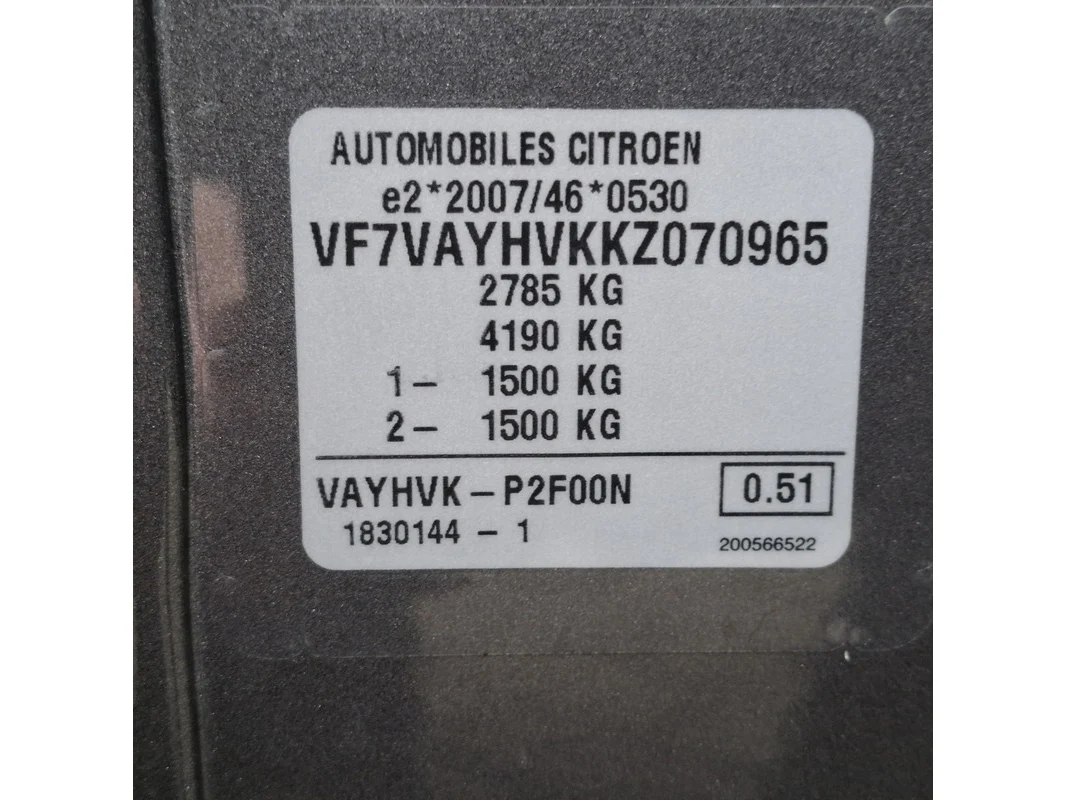 AUTOMOBILES CITROEN
e2*2007/46*0530
VF7VAYHVKKZ070965
2785 KG
4190 KG
1- 1500 KG
2- 1500 KG
VAYHVK-P2F00N
0.51
1830144 - 1
200566522